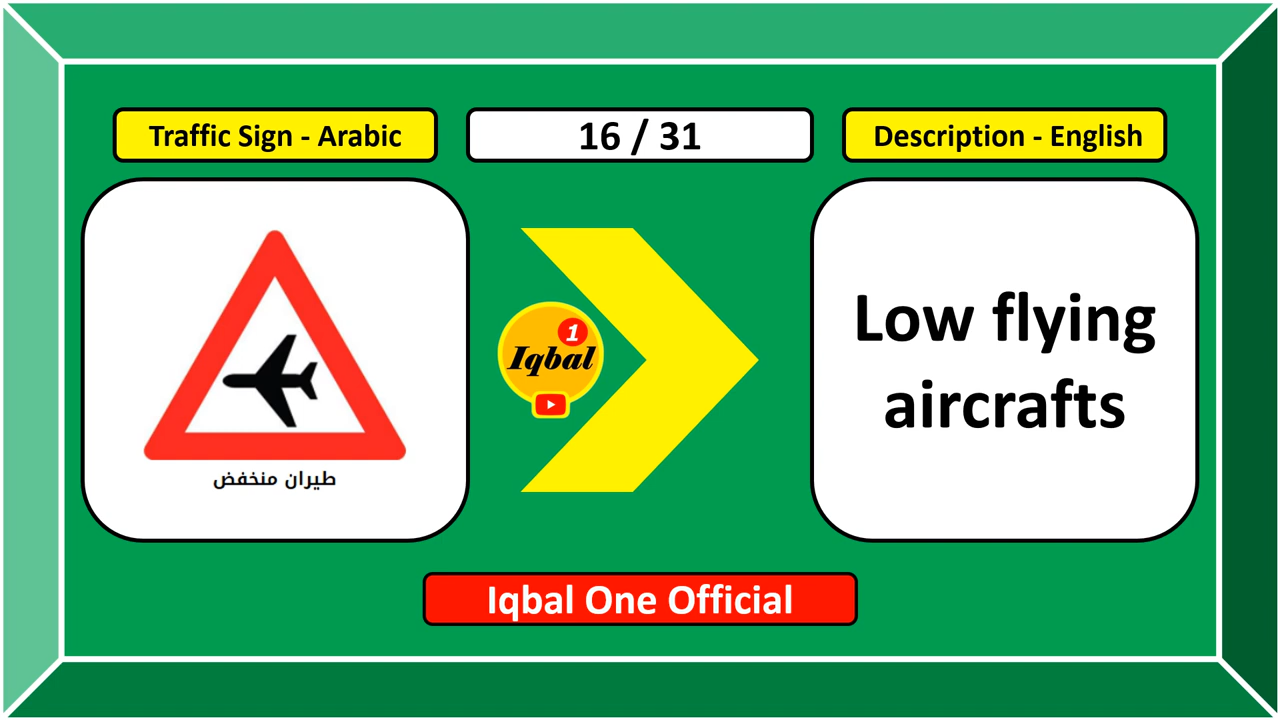 Traffic Sign - Arabic
16 / 31
Description - English
طيران منخفض
1
Iqbal
Low flying
aircrafts
Iqbal One Official